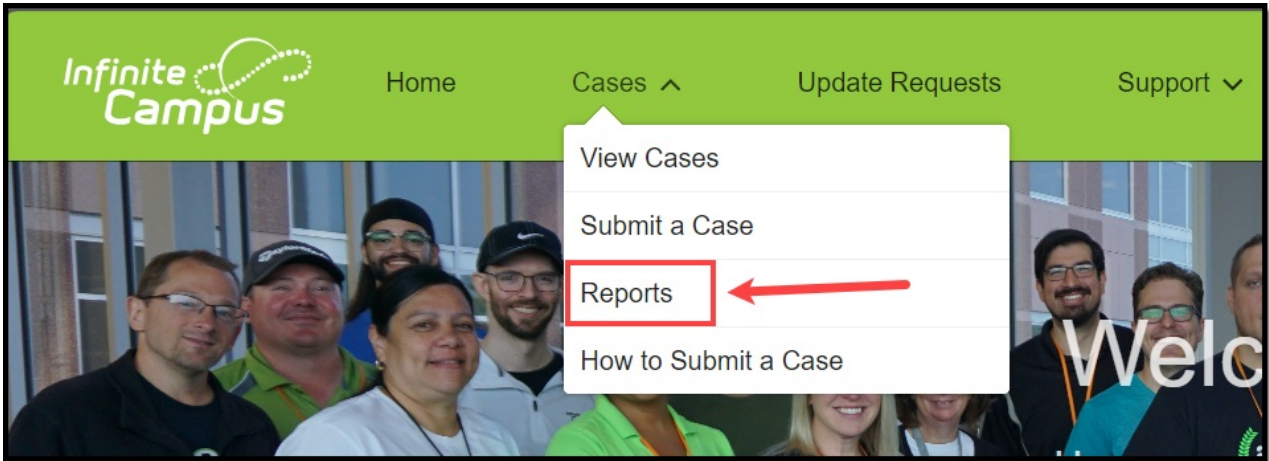 Infinite
Campus
Home
Cases
Update Requests
Support
View Cases
Submit a Case
Reports
How to Submit a Case
Welc